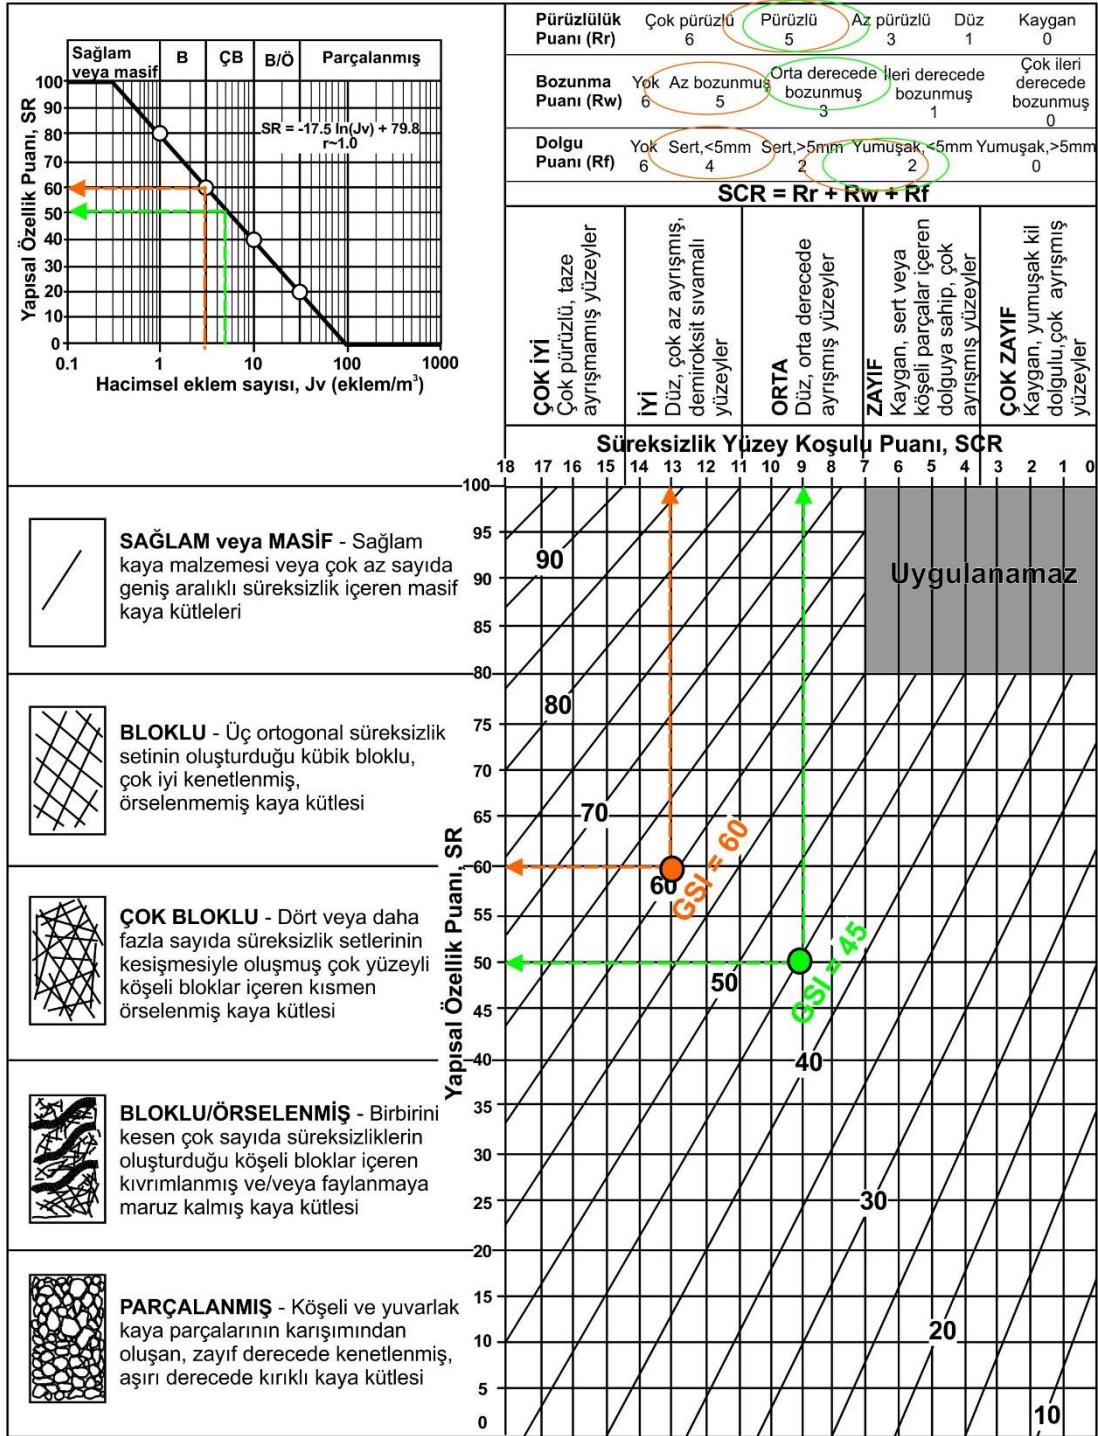 Sağlam veya masif
B
ÇB
B/Ö
Parçalanmış
Yapısal Özellik Puanı, SR
100
90
80
70
60
50
40
30
20
10
0
SR = -17.5 ln(Jv) + 79.8
r~1.0
0.1 1 10 100 1000
Hacimsel eklem sayısı, Jv (eklem/m³)
Pürüzlülük Puanı (Rr)
Çok pürüzlü Pürüzlü Az pürüzlü Düz Kaygan
6 5 3 1 0
Bozunma Puanı (Rw)
Yok Az bozunmuş Orta derecede bozunmuş İleri derecede bozunmuş Çok ileri derecede bozunmuş
6 5 3 1 0
Dolgu Puanı (Rf)
Yok Sert,<5mm Sert,>5mm Yumuşak,<5mm Yumuşak,>5mm
6 4 2 2 0
SCR = Rr + Rw + Rf
ÇOK İYİ
Çok pürüzlü, taze
ayrışmamış yüzeyler
İYİ
Düz, çok az ayrışmış,
demiroksit sıvamalı
yüzeyler
ORTA
Düz, orta derecede
ayrışmış yüzeyler
ZAYIF
Kaygan, sert veya
köşeli parçalar içeren
dolguya sahip, çok
ayrışmış yüzeyler
ÇOK ZAYIF
Kaygan, yumuşak kil
dolgulu,çok ayrışmış
yüzeyler
Süreksizlik Yüzey Koşulu Puanı, SCR
18 17 16 15 14 13 12 11 10 9 8 7 6 5 4 3 2 1 0
SAĞLAM veya MASİF - Sağlam
kaya malzemesi veya çok az sayıda
geniş aralıklı süreksizlik içeren masif
kaya kütleleri
BLOKLU - Üç ortogonal süreksizlik
setinin oluşturduğu kübik bloklu,
çok iyi kenetlenmiş,
örselenmemiş kaya kütlesi
ÇOK BLOKLU - Dört veya daha
fazla sayıda süreksizlik setlerinin
kesişmesiyle oluşmuş çok yüzeyli
köşeli bloklar içeren kısmen
örselenmiş kaya kütlesi
BLOKLU/ÖRSELENMİŞ - Birbirini
kesen çok sayıda süreksizliklerin
oluşturduğu köşeli bloklar içeren
kıvrımlanmış ve/veya faylanmaya
maruz kalmış kaya kütlesi
PARÇALANMIŞ - Köşeli ve yuvarlak
kaya parçalarının karışımından
oluşan, zayıf derecede kenetlenmiş,
aşırı derecede kırıklı kaya kütlesi
Yapısal Özellik Puanı, SR
100
95
90
85
80
75
70
65
60
55
50
45
40
35
30
25
20
15
10
5
0
Uygulanamaz
90
80
70
60
GSI = 60
50
GSI = 45
40
30
20
10